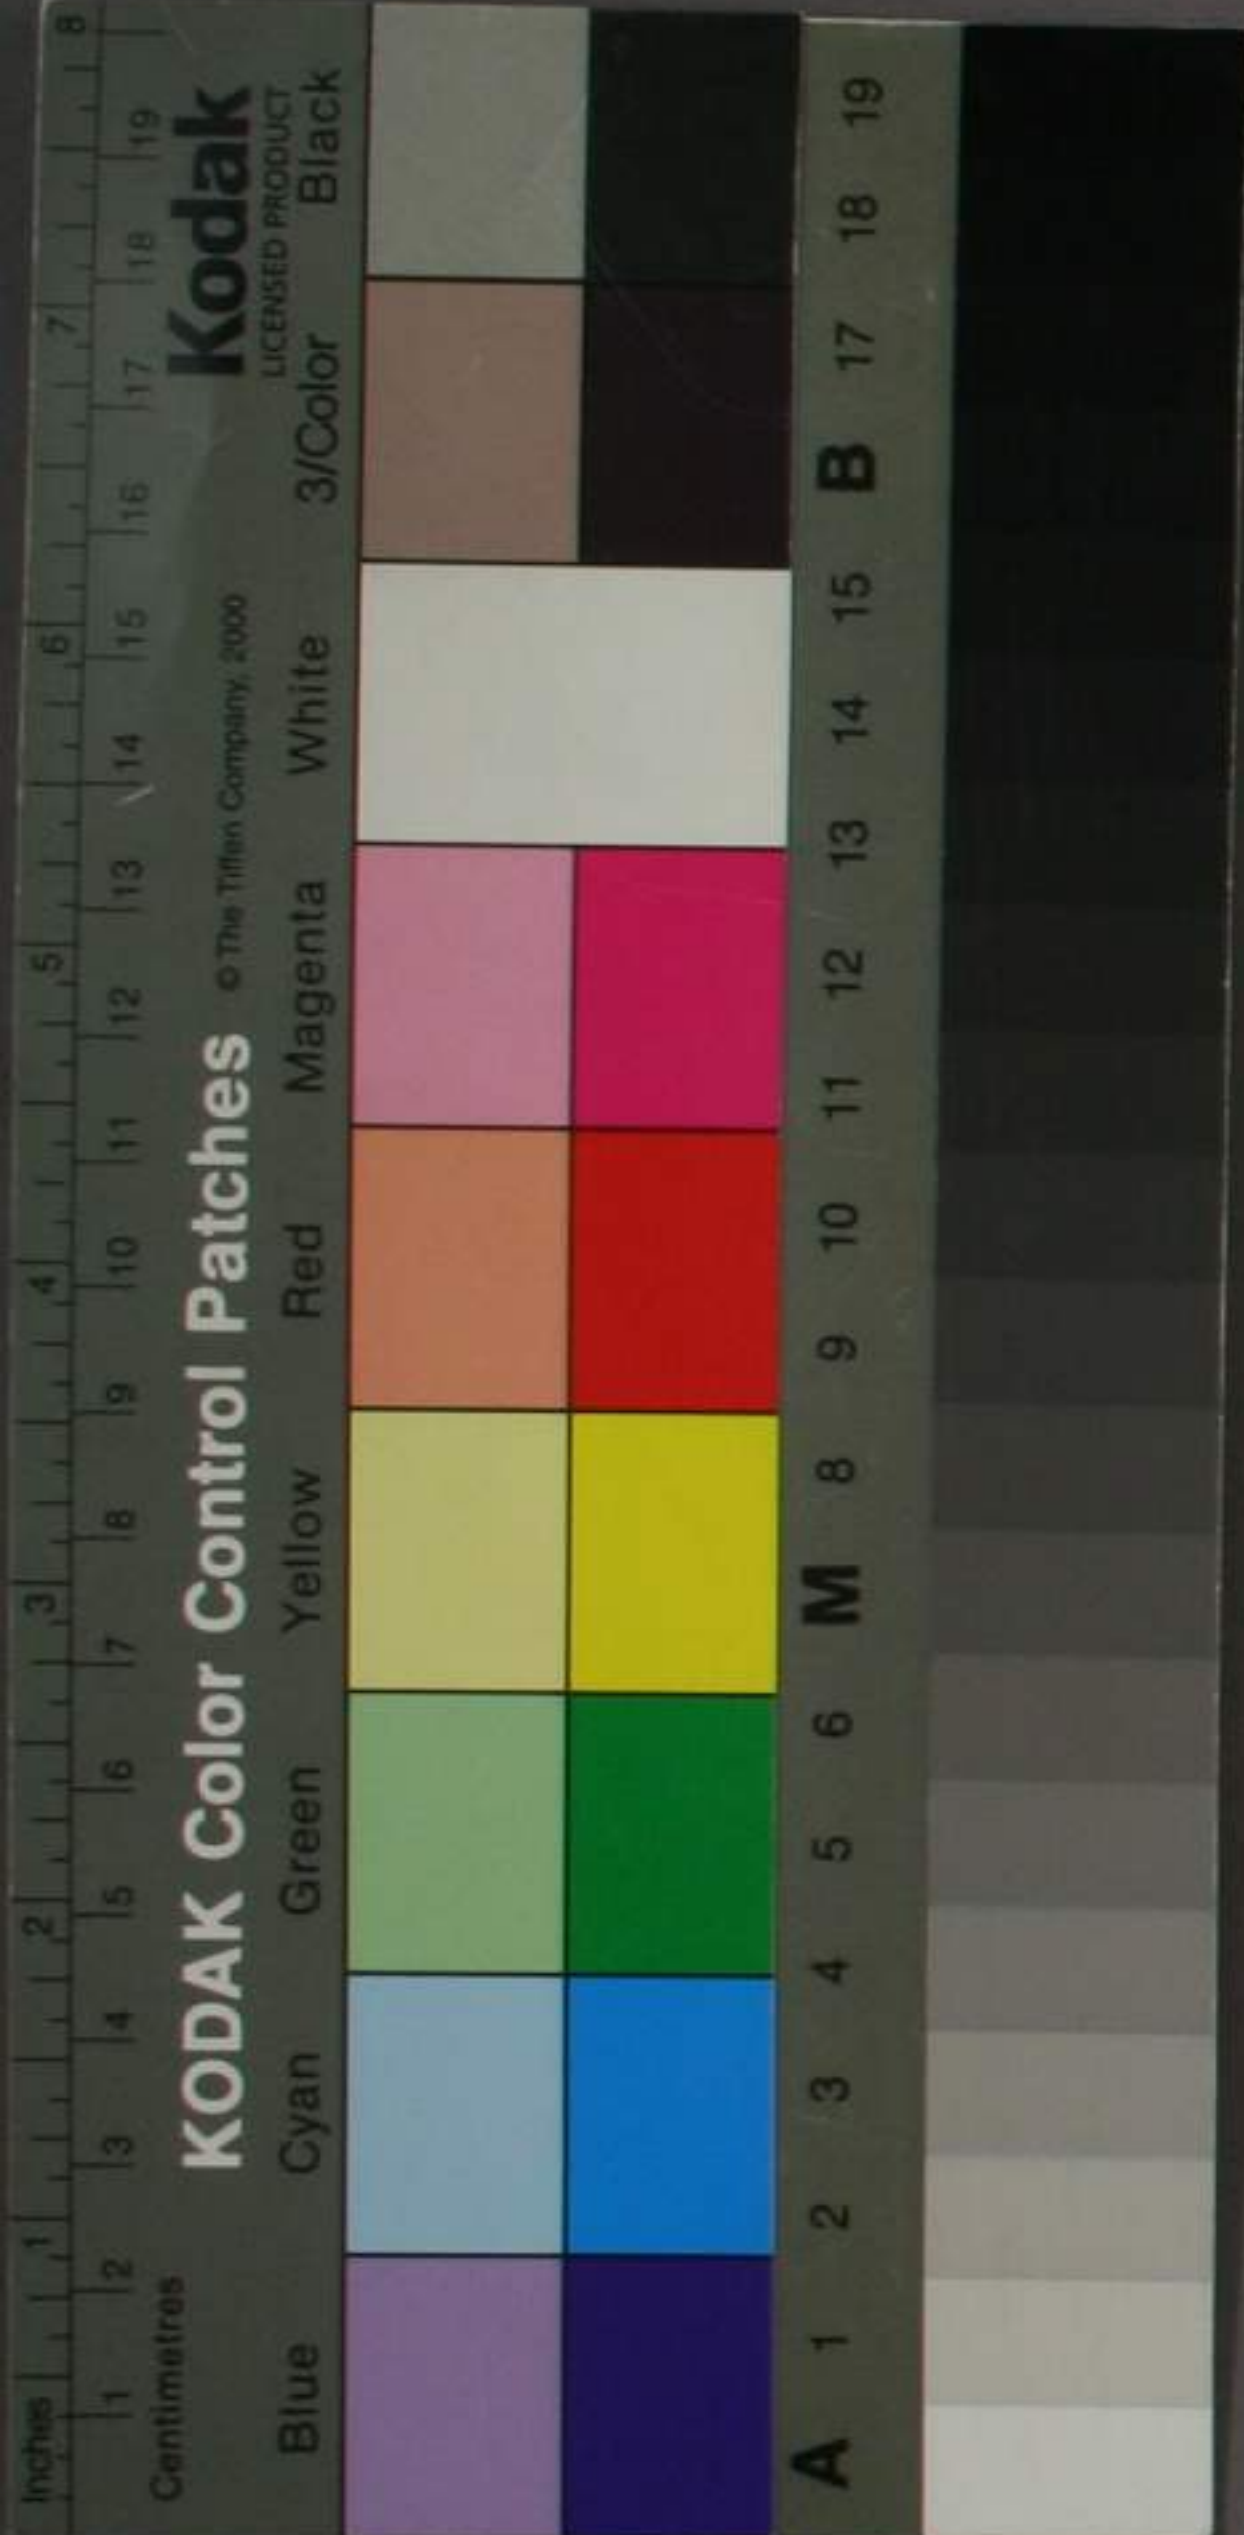 Inches 1 2 3 4 5 6 7 8
1 2 3 4 5 6 7 8 9 10 11 12 13 14 15 16 17 18 19
Centimetres
KODAK Color Control Patches © The Tiffen Company, 2000 Kodak
LICENSED PRODUCT
Blue Cyan Green Yellow Red Magenta White 3/Color Black
A 1 2 3 4 5 6 M 8 9 10 11 12 13 14 15 B 17 18 19